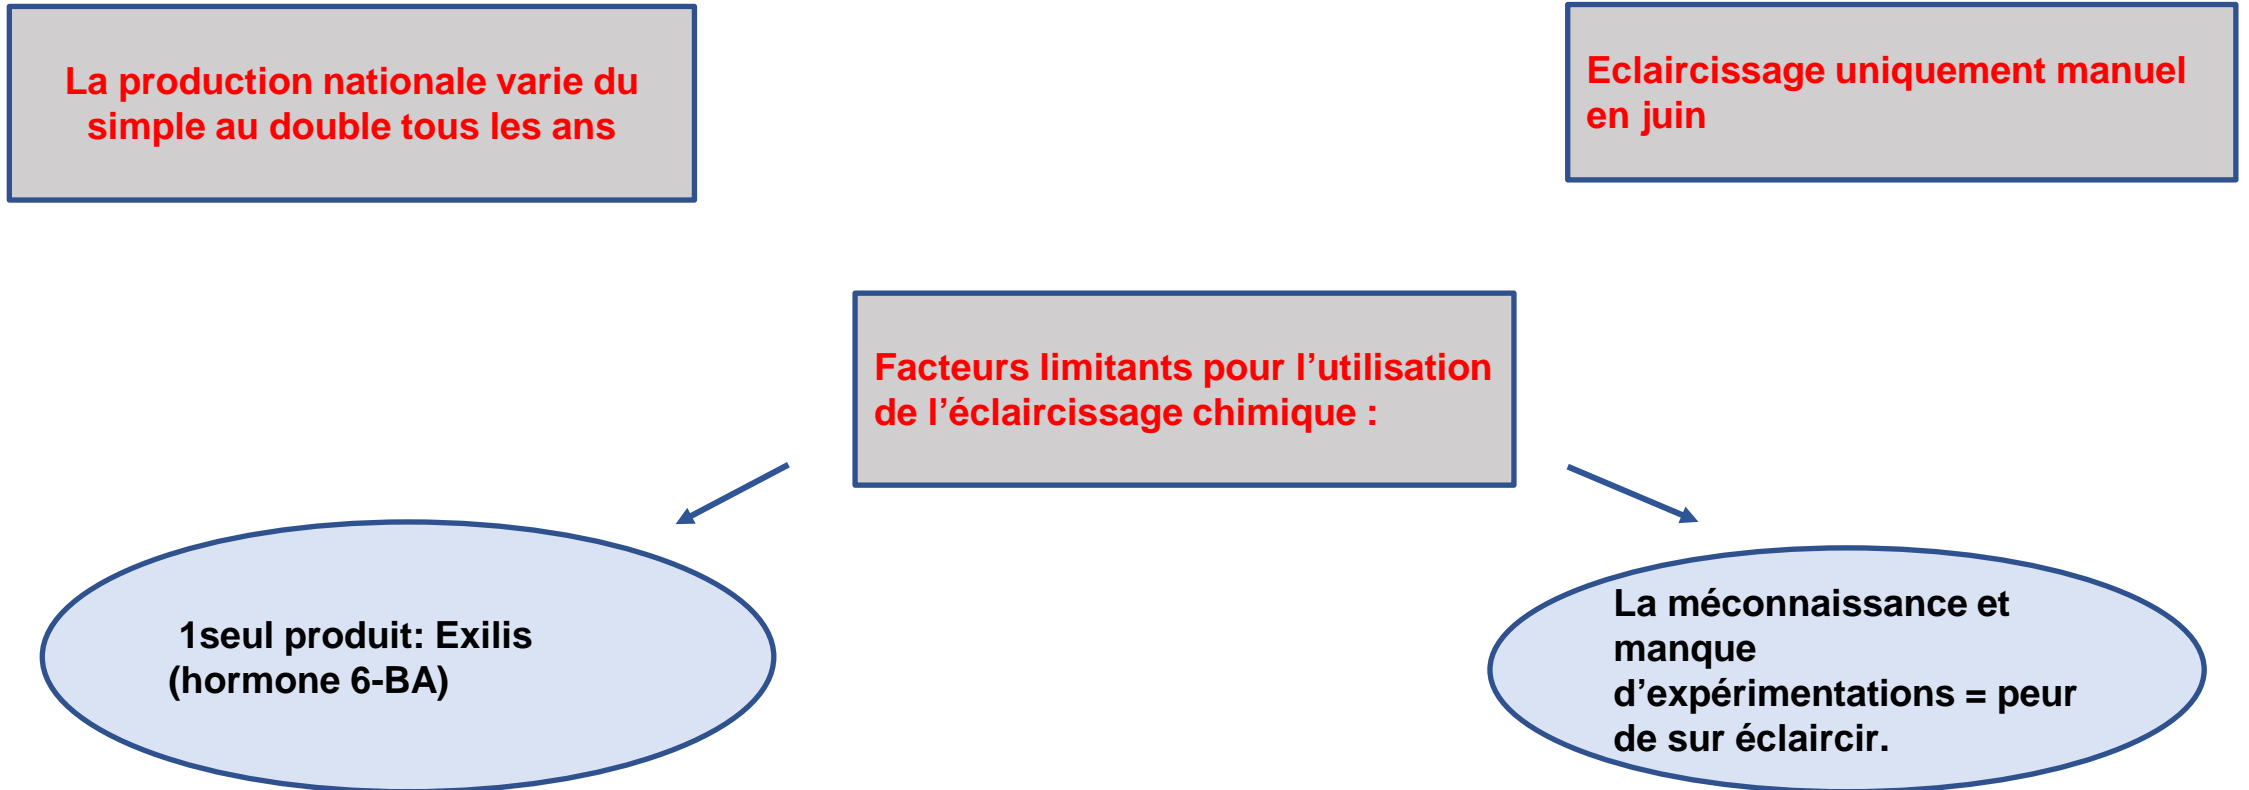 La production nationale varie du
simple au double tous les ans
Eclaircissage uniquement manuel
en juin
Facteurs limitants pour l’utilisation
de l’éclaircissage chimique :
1seul produit: Exilis
(hormone 6-BA)
La méconnaissance et
manque
d’expérimentations = peur
de sur éclaircir.